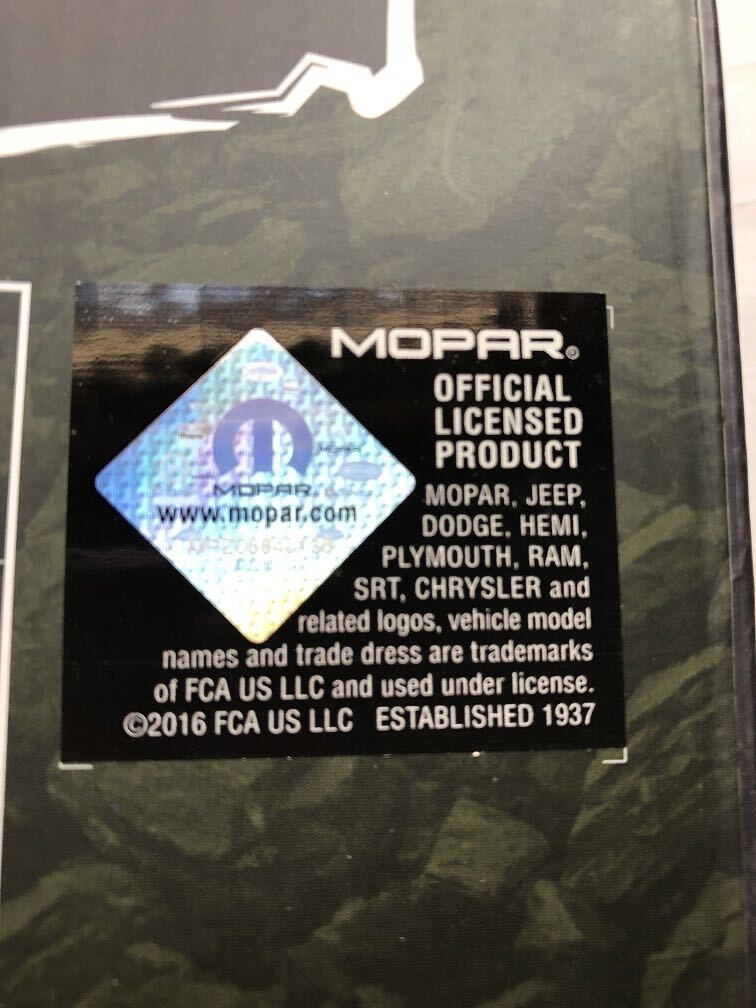 MOPAR®
OFFICIAL
LICENSED
PRODUCT
MOPAR, JEEP,
DODGE, HEMI,
PLYMOUTH, RAM,
SRT, CHRYSLER and
related logos, vehicle model
names and trade dress are trademarks
of FCA US LLC and used under license.
©2016 FCA US LLC ESTABLISHED 1937
MOPAR
www.mopar.com